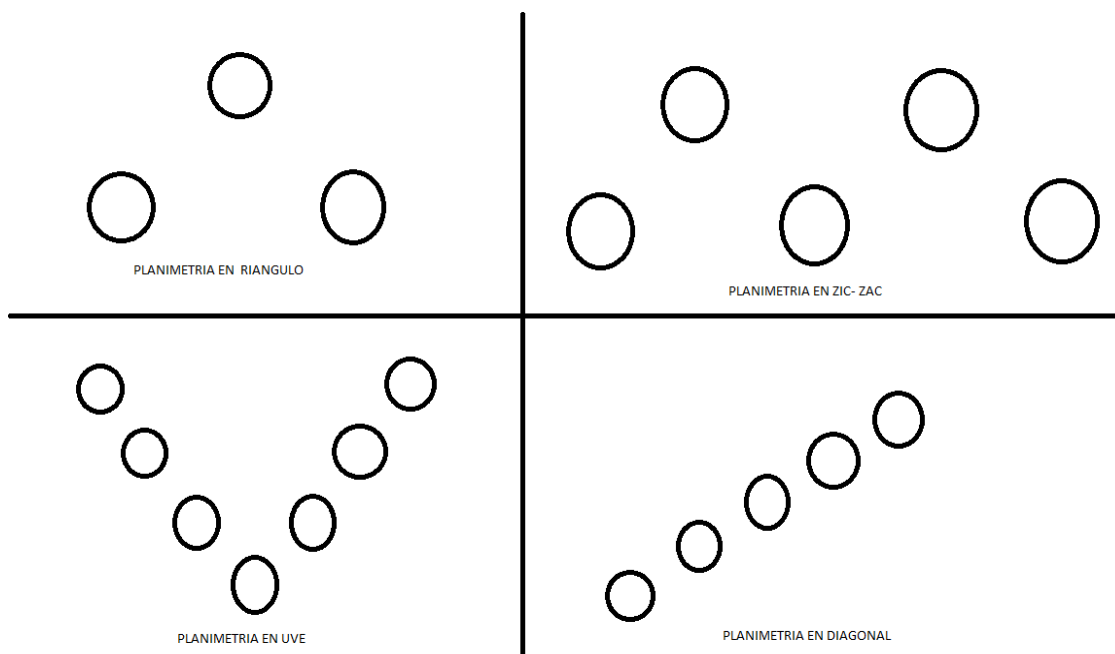 PLANIMETRIA EN  RIANGULO
PLANIMETRIA EN ZIC- ZAC
PLANIMETRIA EN UVE
PLANIMETRIA EN DIAGONAL